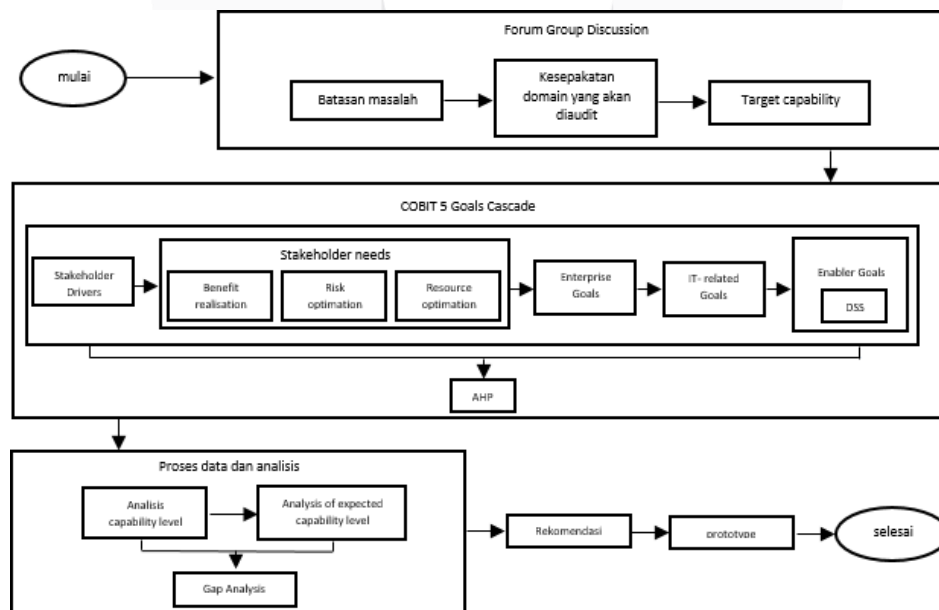 Forum Group Discussion
mulai
Batasan masalah
Kesepakatan
domain yang akan
diaudit
Target capability
COBIT 5 Goals Cascade
Stakeholder
Drivers
Stakeholder needs
Benefit
realisation
Risk
optimation
Resource
optimation
Enterprise
Goals
IT- related
Goals
Enabler Goals
DSS
AHP
Proses data dan analisis
Analisis
capability level
Analysis of expected
capability level
Gap Analysis
Rekomendasi
prototype
selesai